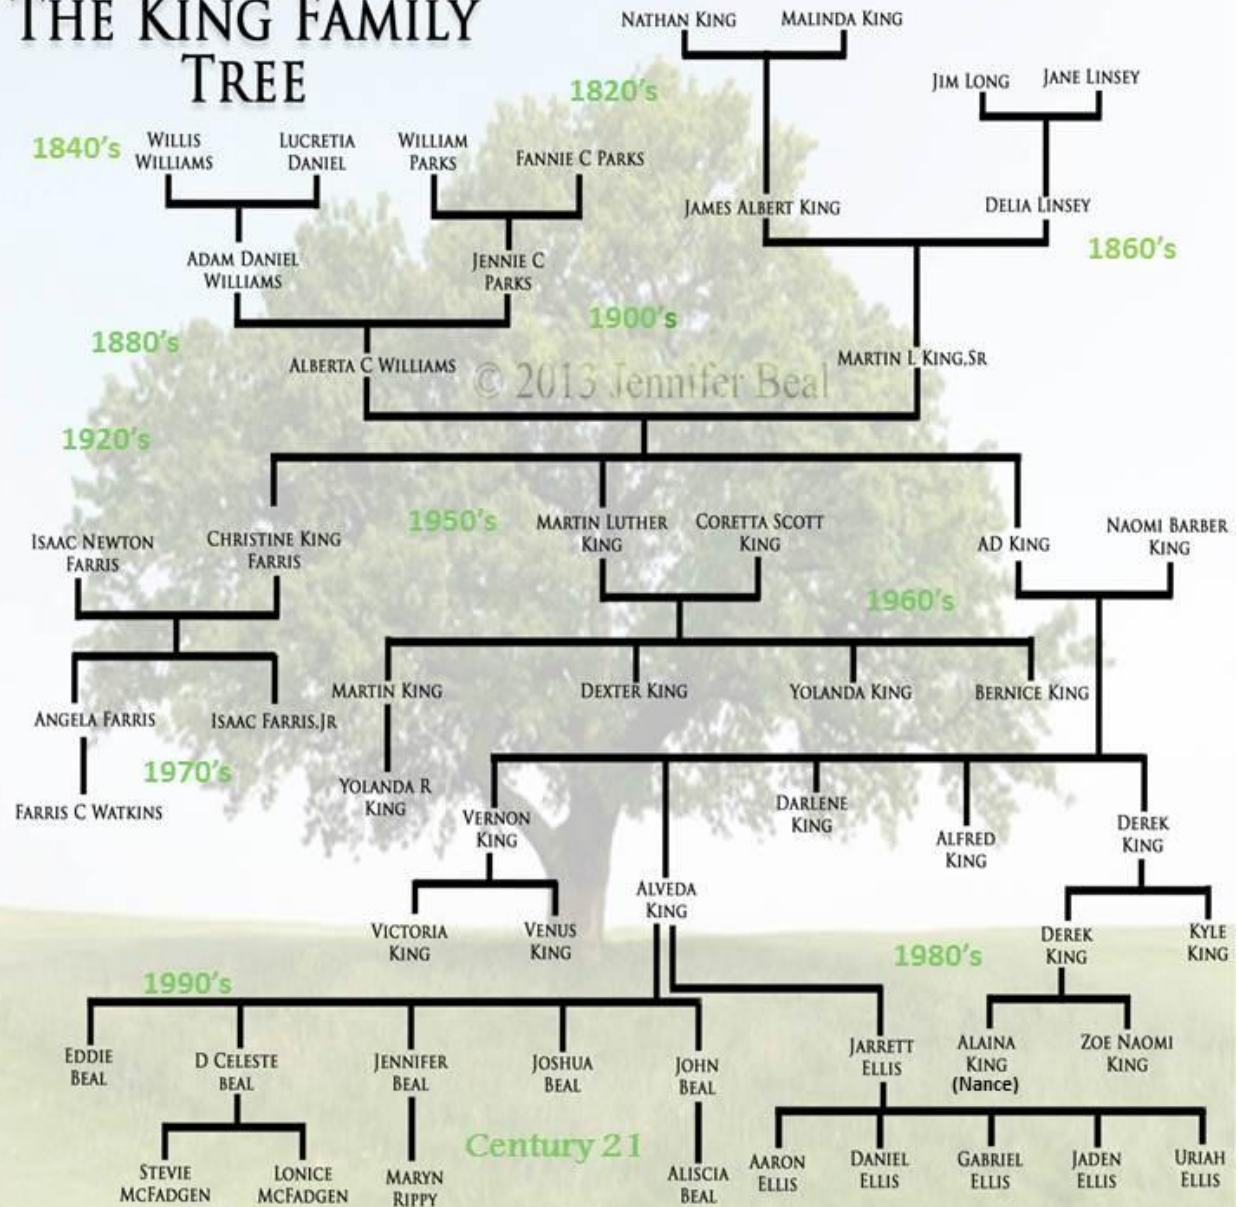 THE KING FAMILY
TREE
NATHAN KING
MALINDA KING
JIM LONG
JANE LINSEY
1820's
1840's
WILLIS
WILLIAMS
LUCRETIA
DANIEL
WILLIAM
PARKS
FANNIE C PARKS
JAMES ALBERT KING
DELIA LINSEY
1860's
ADAM DANIEL
WILLIAMS
JENNIE C
PARKS
1880's
1900's
ALBERTA C WILLIAMS
MARTIN L KING,SR
© 2013 Jennifer Beal
1920's
1950's
ISAAC NEWTON
FARRIS
CHRISTINE KING
FARRIS
MARTIN LUTHER
KING
CORETTA SCOTT
KING
AD KING
NAOMI BARBER
KING
1960's
ANGELA FARRIS
ISAAC FARRIS,JR
MARTIN KING
DEXTER KING
YOLANDA KING
BERNICE KING
1970's
FARRIS C WATKINS
YOLANDA R
KING
VERNON
KING
ALVEDA
KING
DARLENE
KING
ALFRED
KING
DEREK
KING
VICTORIA
KING
VENUS
KING
DEREK
KING
KYLE
KING
1980's
1990's
EDDIE
BEAL
D CELESTE
BEAL
JENNIFER
BEAL
JOSHUA
BEAL
JOHN
BEAL
JARRETT
ELLIS
ALAINA
KING
(Nance)
ZOE NAOMI
KING
Century 21
STEVIE
MCFADGEN
LONICE
MCFADGEN
MARYN
RIPPY
ALISCIA
BEAL
AARON
ELLIS
DANIEL
ELLIS
GABRIEL
ELLIS
JADEN
ELLIS
URIAH
ELLIS